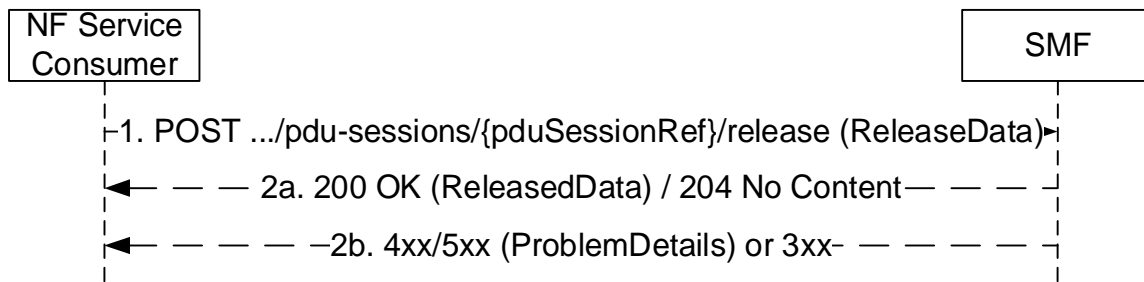 NF Service
Consumer
SMF
1. POST .../pdu-sessions/{pduSessionRef}/release (ReleaseData)
2a. 200 OK (ReleasedData) / 204 No Content
2b. 4xx/5xx (ProblemDetails) or 3xx